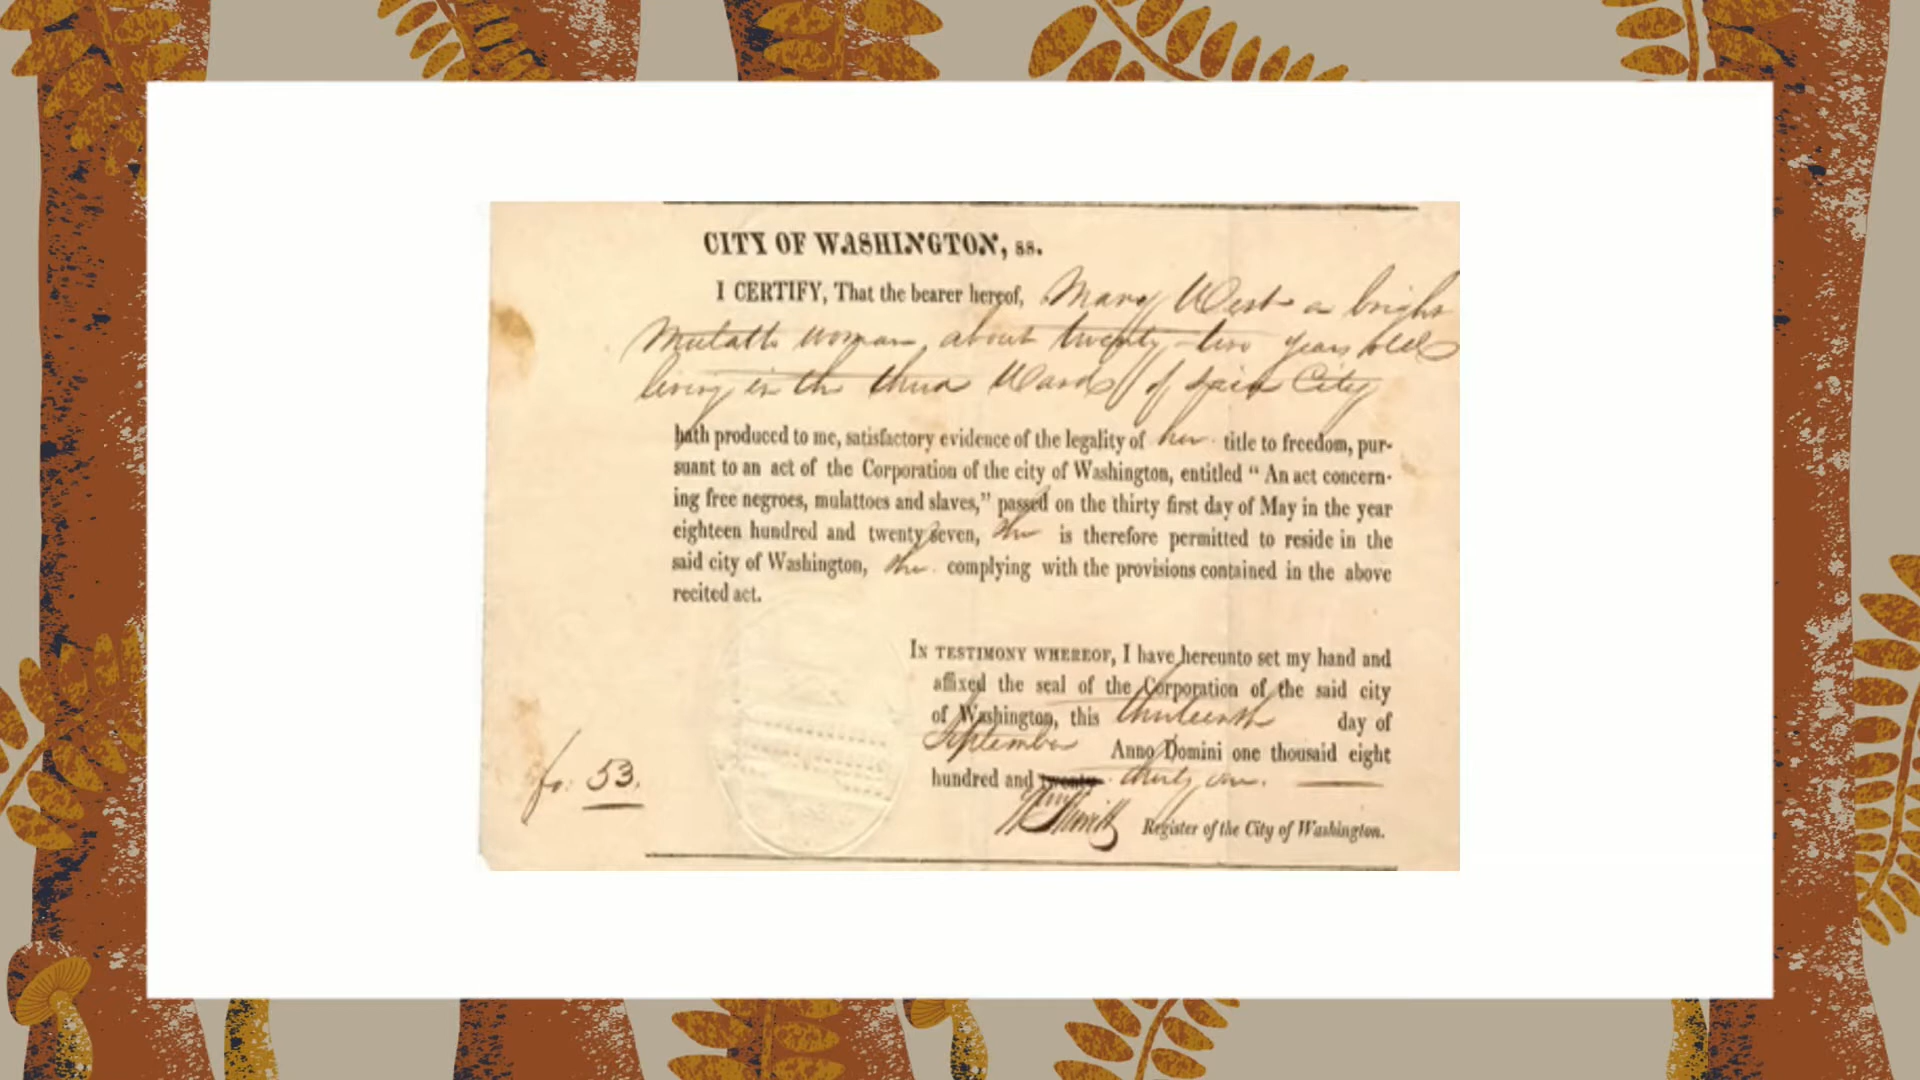 CITY OF WASHINGTON, ss.
I CERTIFY, That the bearer hereof, Mary West a bright
Mulatto woman, about twenty-two years old
living in the third Ward of said City
hath produced to me, satisfactory evidence of the legality of her title to freedom, pur-
suant to an act of the Corporation of the city of Washington, entitled “ An act concern-
ing free negroes, mulattoes and slaves,” passed on the thirty first day of May in the year
eighteen hundred and twenty seven, she is therefore permitted to reside in the
said city of Washington, she complying with the provisions contained in the above
recited act.
IN TESTIMONY WHEREOF, I have hereunto set my hand and
affixed the seal of the Corporation of the said city
of Washington, this thirteenth day of
September Anno Domini one thousaid eight
hundred and twenty thirty one.
Register of the City of Washington.
fo: 53.